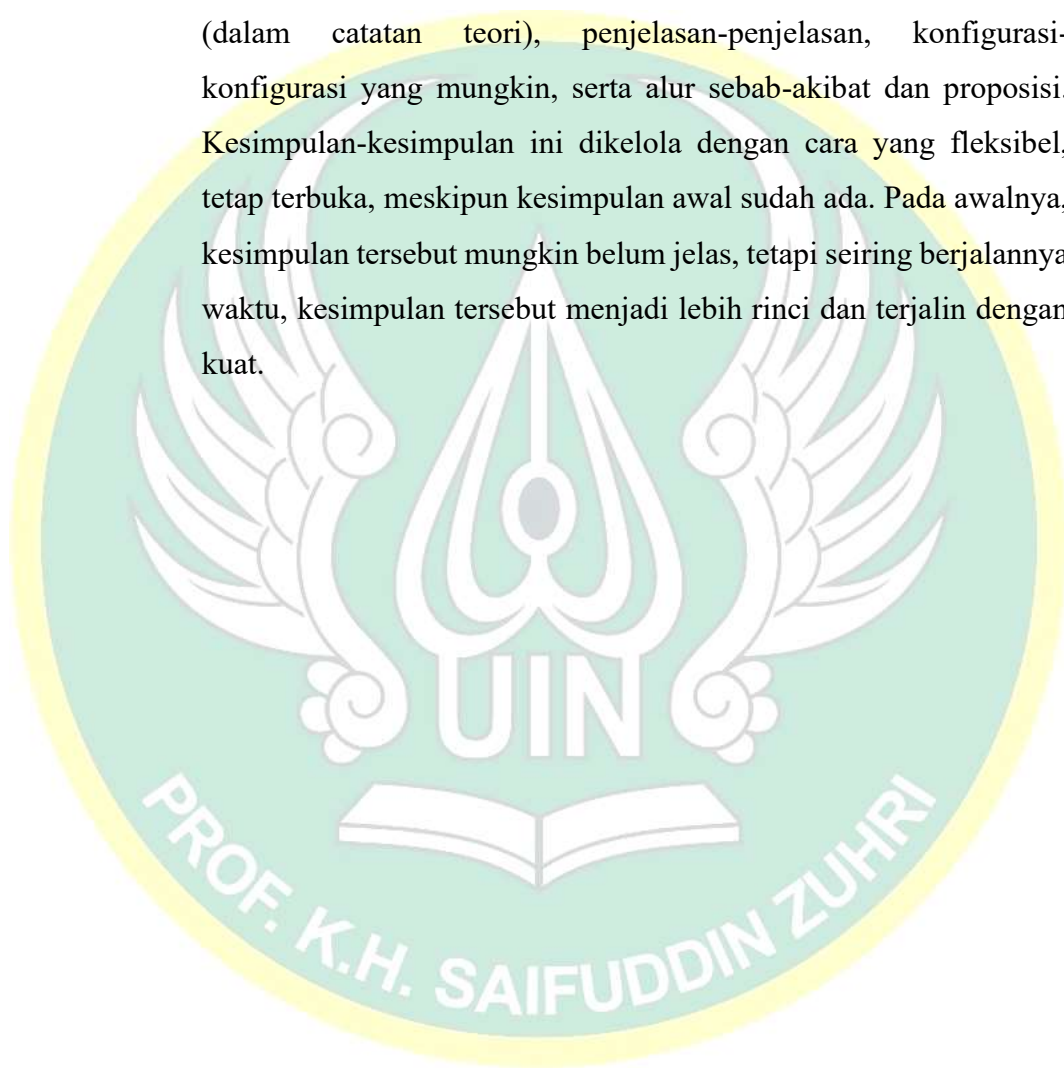 (dalam catatan teori), penjelasan-penjelasan, konfigurasi-
konfigurasi yang mungkin, serta alur sebab-akibat dan proposisi.
Kesimpulan-kesimpulan ini dikelola dengan cara yang fleksibel,
tetap terbuka, meskipun kesimpulan awal sudah ada. Pada awalnya,
kesimpulan tersebut mungkin belum jelas, tetapi seiring berjalannya
waktu, kesimpulan tersebut menjadi lebih rinci dan terjalin dengan
kuat.
UIN
PROF. K.H. SAIFUDDIN ZUHRI